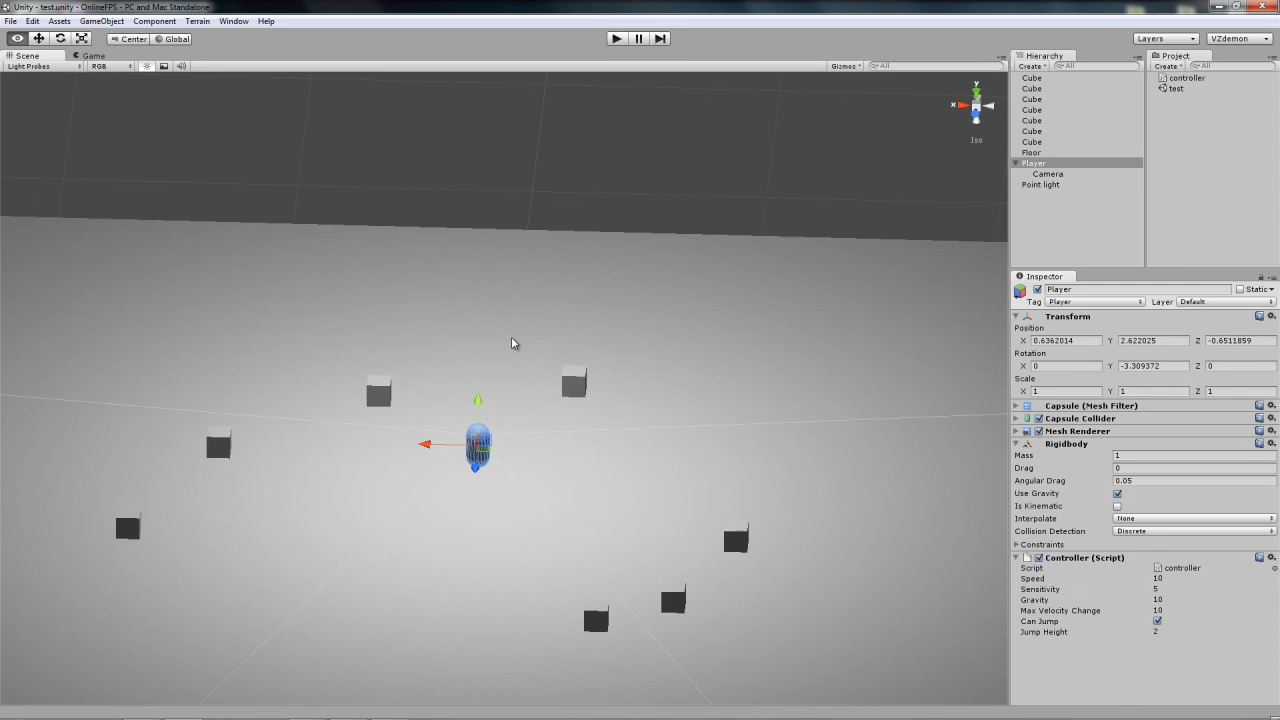 Unity - test.unity - OnlineFPS - PC and Mac Standalone
File Edit Assets GameObject Component Terrain Window Help
Center Global Layers VZdemon
Scene Game Hierarchy Project
Light Probes RGB Gizmos All Create All Create All
Cube controller
Cube test
Cube
Cube
Cube
Cube
Cube
Floor
Player
Camera
Point light
y
x
Iso
Inspector
Player Static
Tag Player Layer Default
Transform
Position
X 0.6362014 Y 2.622025 Z -0.6511859
Rotation
X 0 Y -3.309372 Z 0
Scale
X 1 Y 1 Z 1
Capsule (Mesh Filter)
Capsule Collider
Mesh Renderer
Rigidbody
Mass 1
Drag 0
Angular Drag 0.05
Use Gravity
Is Kinematic
Interpolate None
Collision Detection Discrete
Constraints
Controller (Script)
Script controller
Speed 10
Sensitivity 5
Gravity 10
Max Velocity Change 10
Can Jump
Jump Height 2